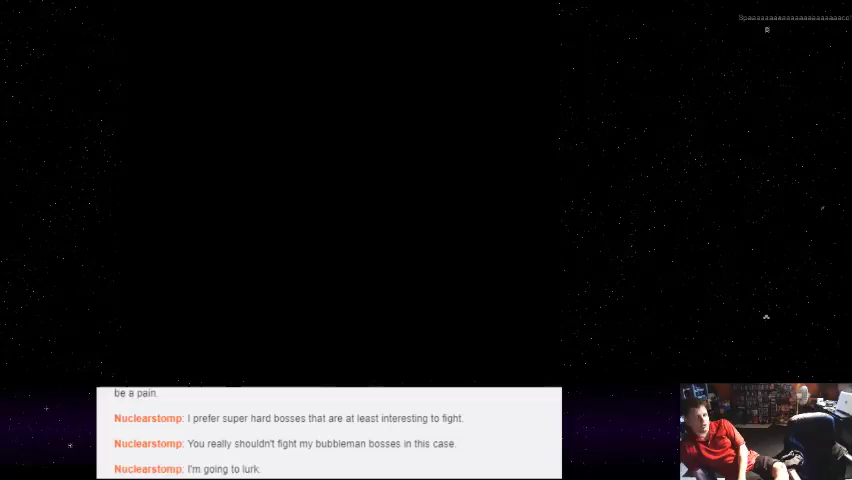 Spaaaaaaaaaaaaaaaaaaaaaacе
be a pain.
Nuclearstomp: I prefer super hard bosses that are at least interesting to fight.
Nuclearstomp: You really shouldn't fight my bubbleman bosses in this case.
Nuclearstomp: I'm going to lurk.